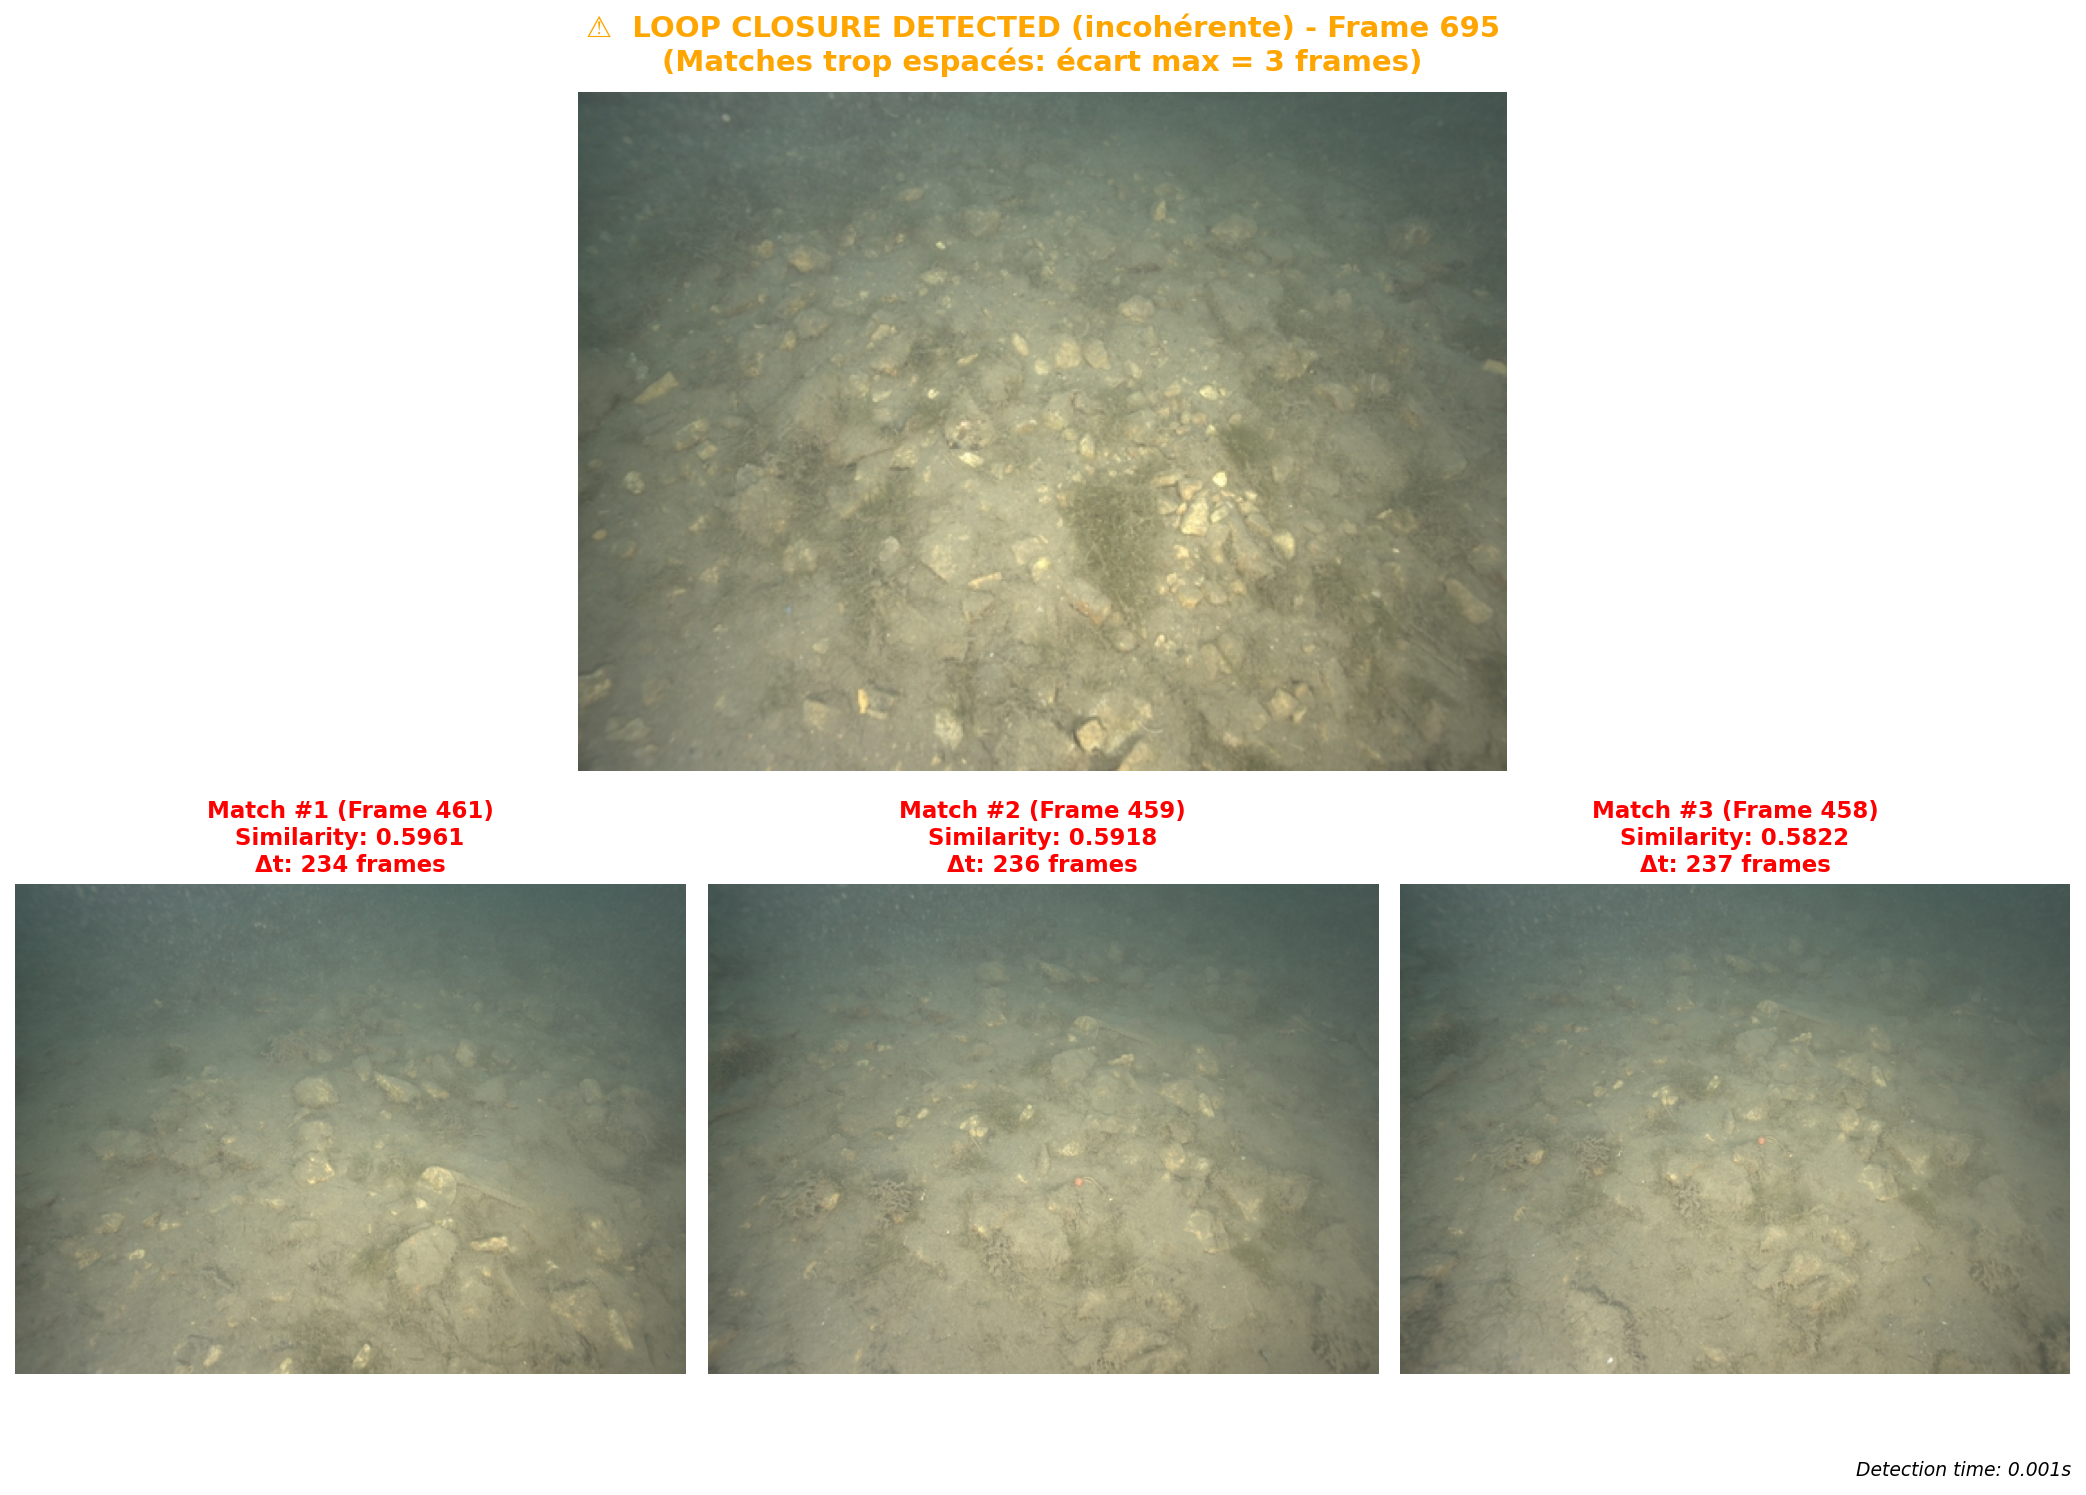 ⚠ LOOP CLOSURE DETECTED (incohérente) - Frame 695
(Matches trop espacés: écart max = 3 frames)
Match #1 (Frame 461)
Similarity: 0.5961
Δt: 234 frames
Match #2 (Frame 459)
Similarity: 0.5918
Δt: 236 frames
Match #3 (Frame 458)
Similarity: 0.5822
Δt: 237 frames
Detection time: 0.001s